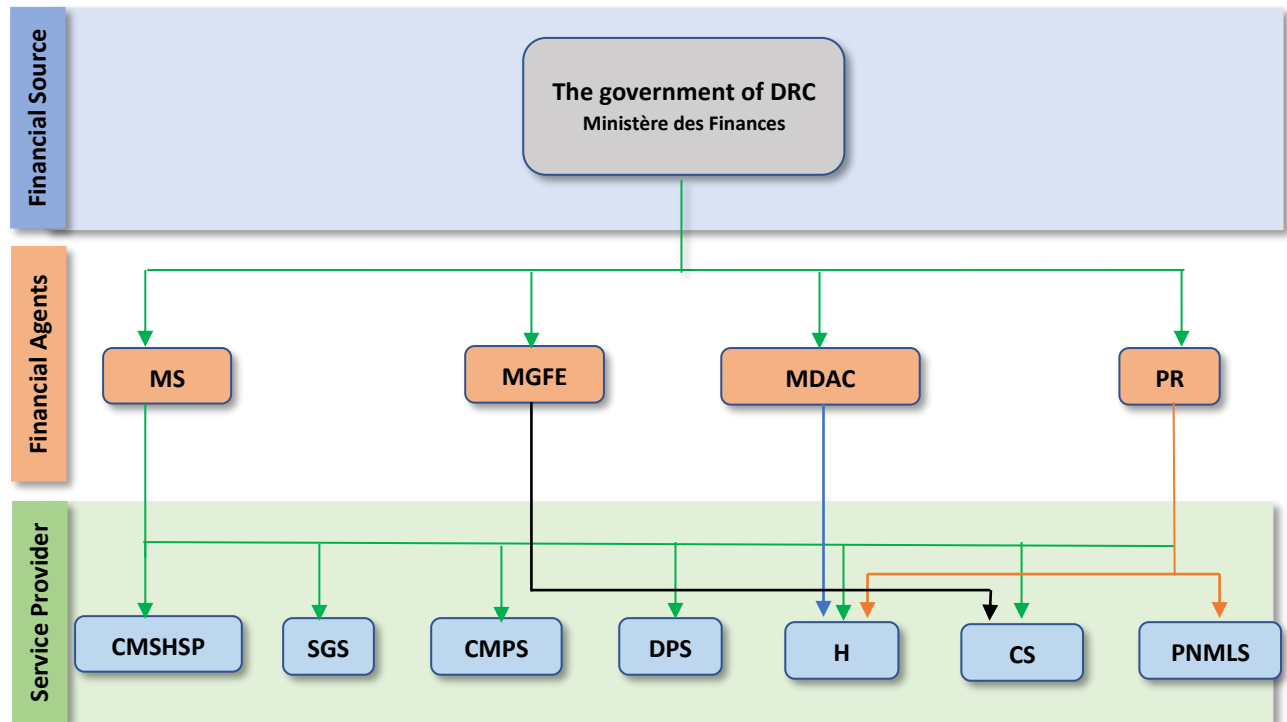 Financial Source
The government of DRC
Ministère des Finances
Financial Agents
MS
MGFE
MDAC
PR
Service Provider
CMSHSP
SGS
CMPS
DPS
H
CS
PNMLS